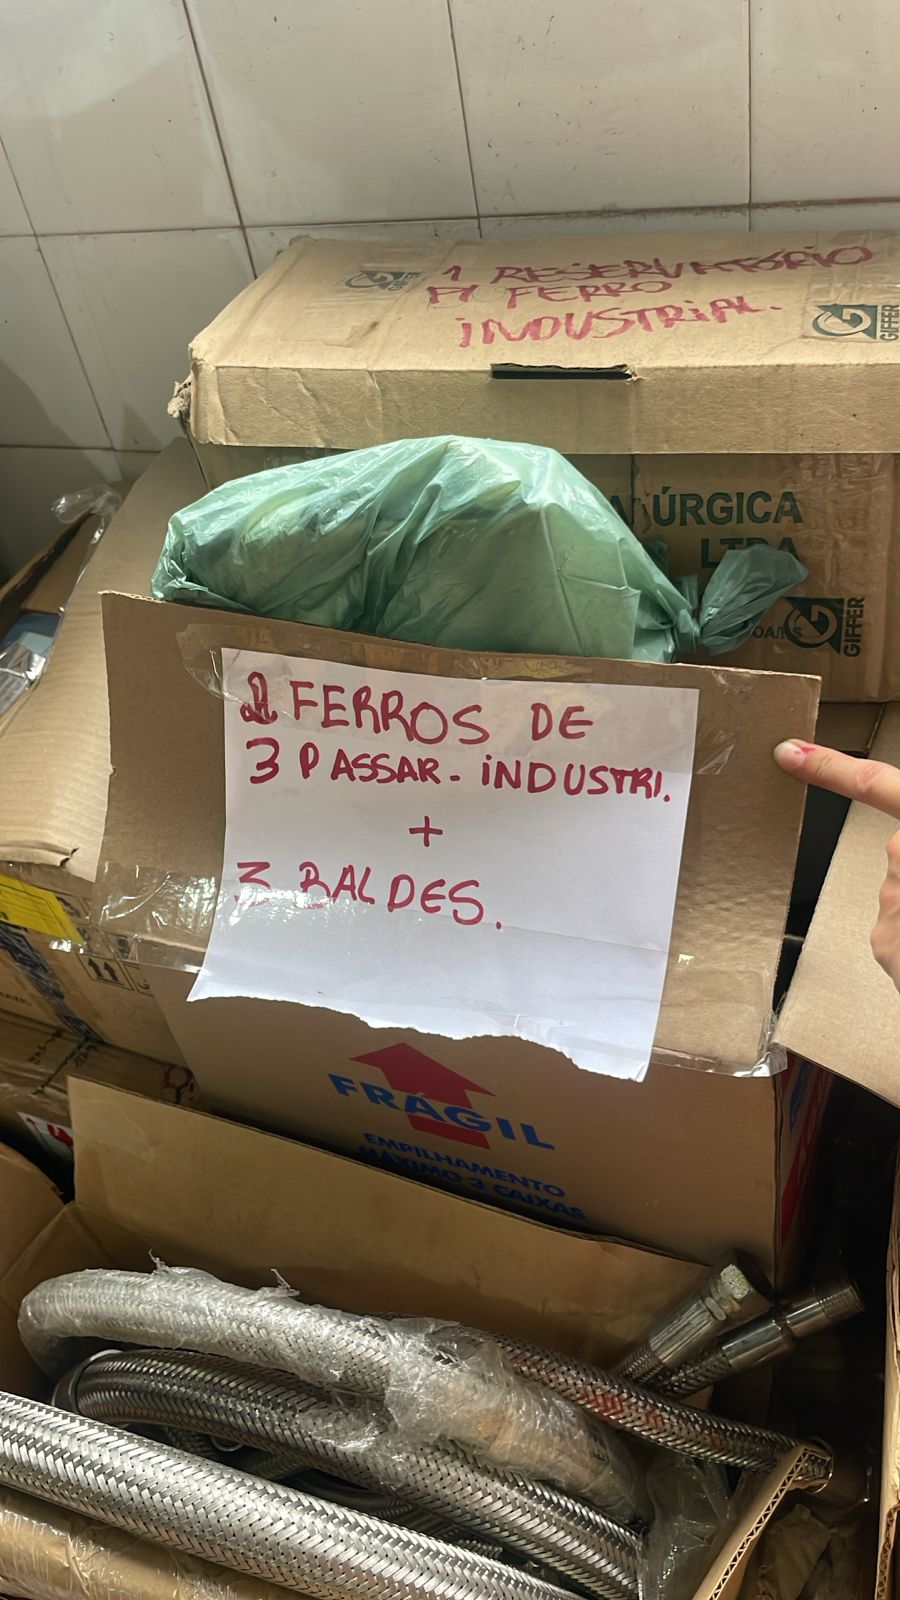 1 RESERVATÓRIO
P/ FERRO
INDUSTRIAL.
GIFFER
ÚRGICA
LTDA
GIFFER
FERROS DE
3 PASSAR - INDUSTRI.
+
3 BALDES.
FRÁGIL
EMPILHAMENTO
MÁXIMO 3 CAIXAS